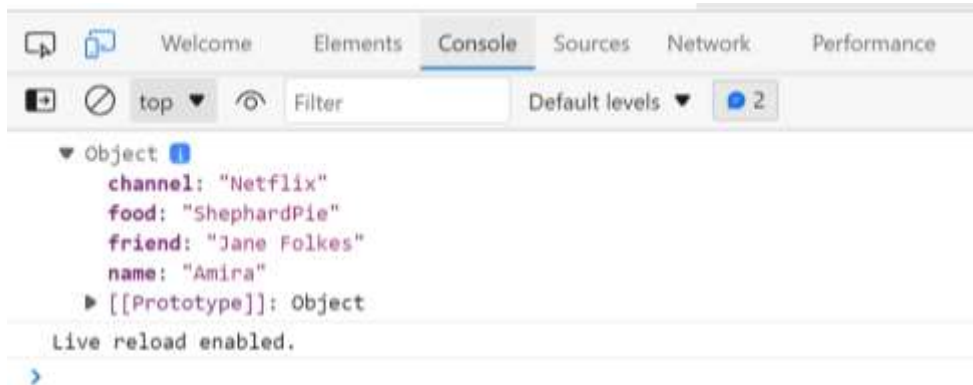 Welcome Elements Console Sources Network Performance
top Filter Default levels 2
Object i
channel: "Netflix"
food: "ShephardPie"
friend: "Jane Folkes"
name: "Amira"
[[Prototype]]: Object
Live reload enabled.